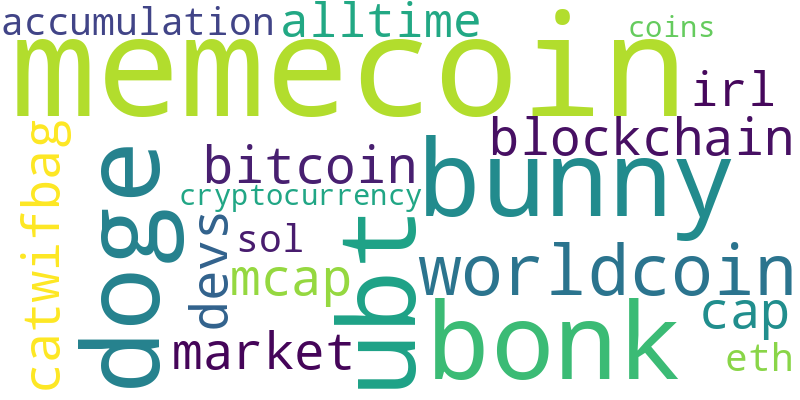 accumulation
alltime
coins
memecoin
irl
blockchain
bitcoin
bunny
cryptocurrency
catwifbag
doge
devs
sol
ubt
worldcoin
mcap
cap
bonk
market
eth